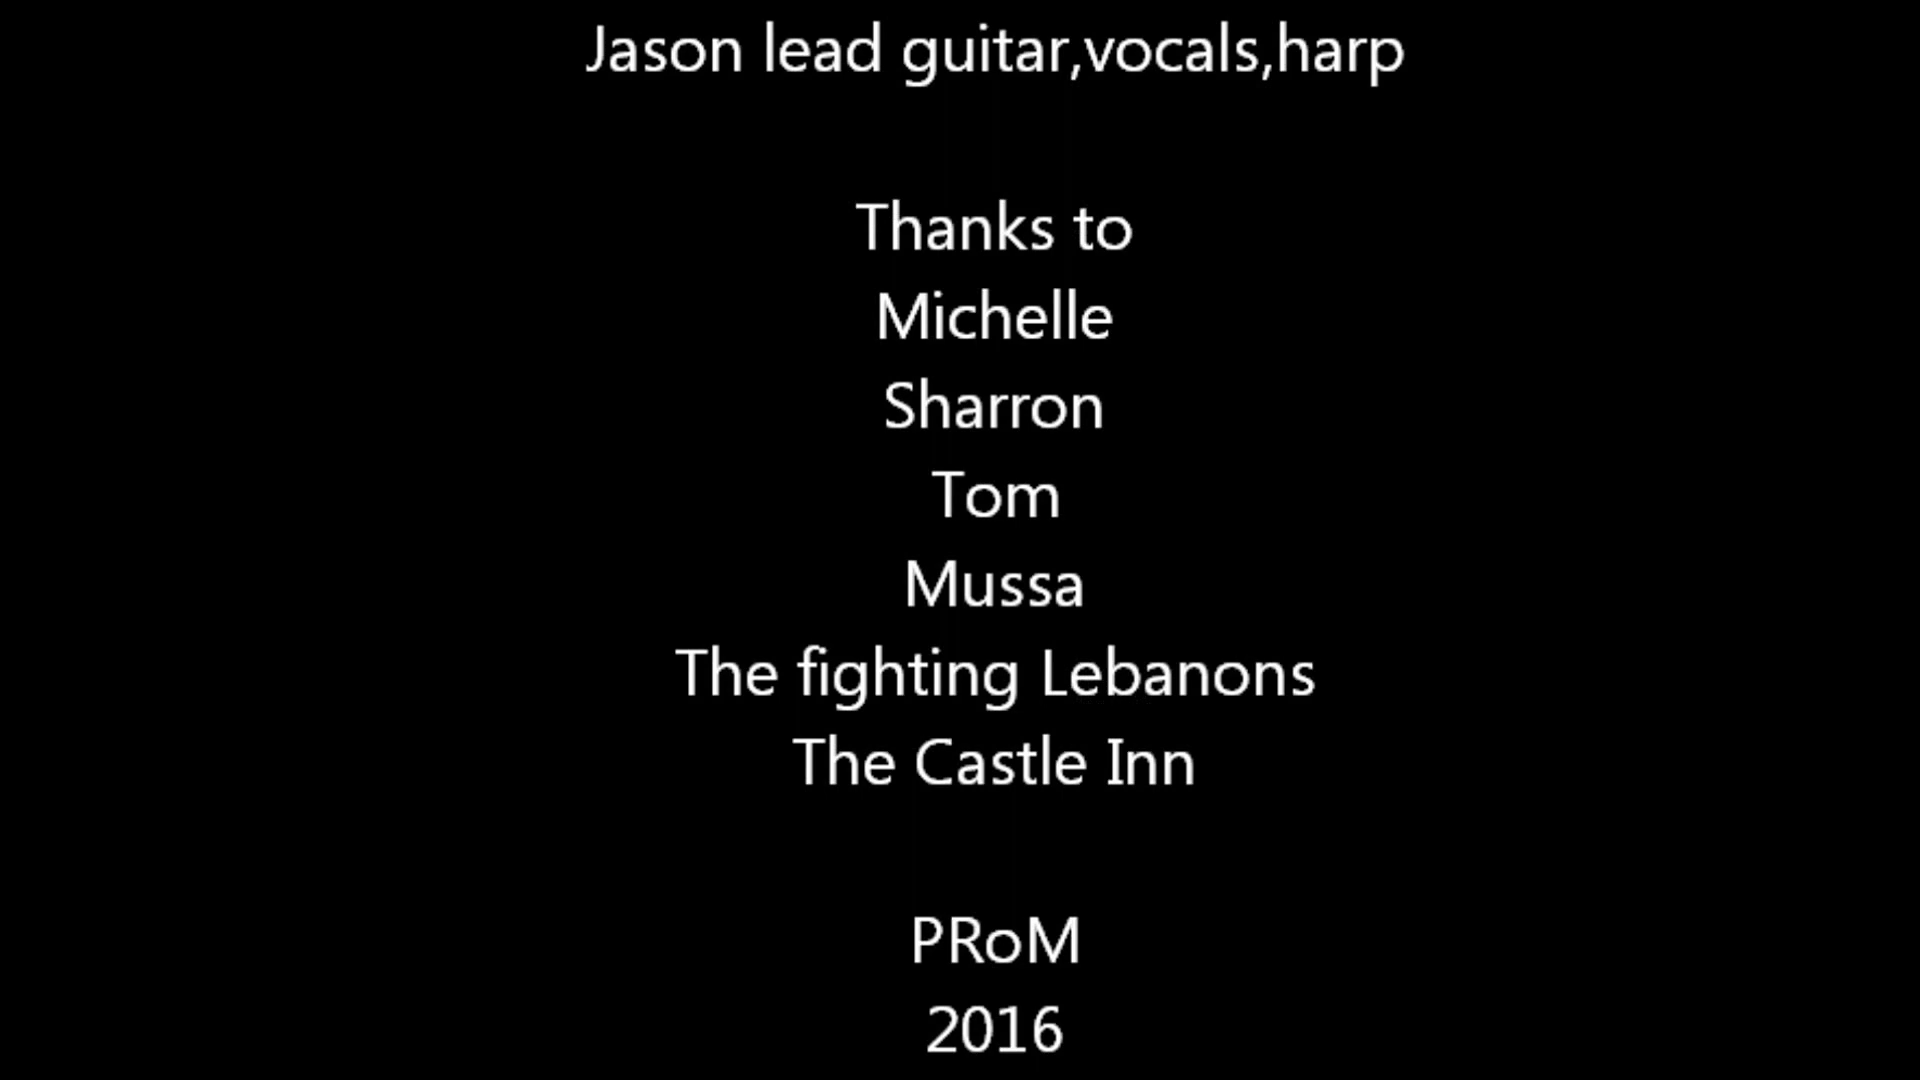 Jason lead guitar,vocals,harp
Thanks to
Michelle
Sharron
Tom
Mussa
The fighting Lebanons
The Castle Inn
PRoM
2016